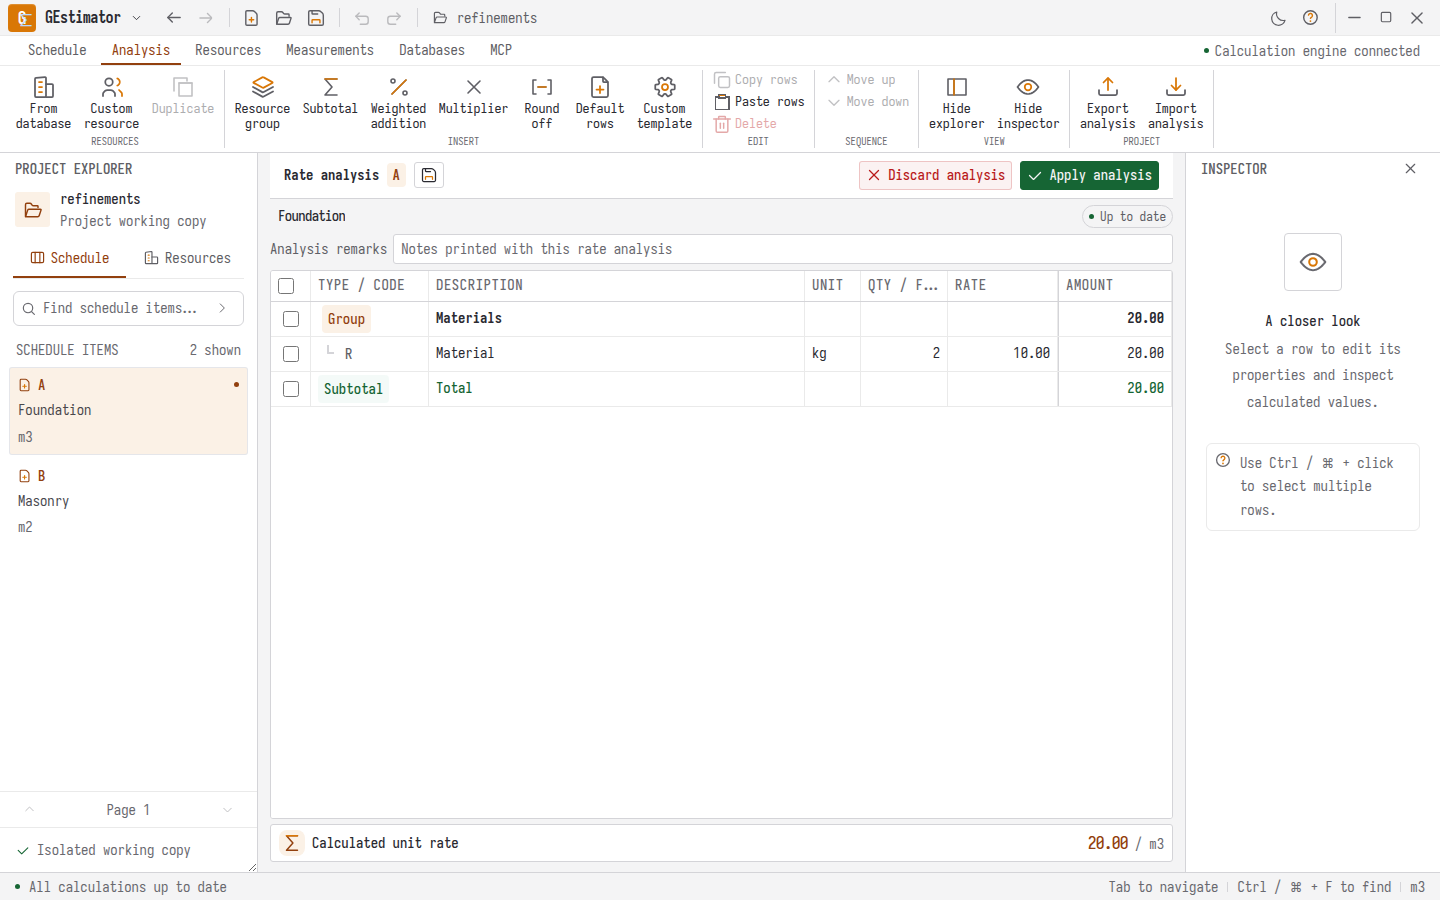 GEstimator
refinements
Schedule Analysis Resources Measurements Databases MCP
Calculation engine connected
From database
Custom resource
Duplicate
RESOURCES
Resource group
Subtotal
Weighted addition
Multiplier
Round off
Default rows
Custom template
INSERT
Copy rows
Paste rows
Delete
EDIT
Move up
Move down
SEQUENCE
Hide explorer
Hide inspector
VIEW
Export analysis
Import analysis
PROJECT
PROJECT EXPLORER
refinements
Project working copy
Schedule Resources
Find schedule items...
SCHEDULE ITEMS 2 shown
A
Foundation
m3
B
Masonry
m2
Page 1
Isolated working copy
Rate analysis A
Discard analysis
Apply analysis
Foundation
Up to date
Analysis remarks Notes printed with this rate analysis
TYPE / CODE DESCRIPTION UNIT QTY / F... RATE AMOUNT
Group Materials 20.00
R Material kg 2 10.00 20.00
Subtotal Total 20.00
Calculated unit rate 20.00 / m3
INSPECTOR
A closer look
Select a row to edit its
properties and inspect
calculated values.
Use Ctrl / ⌘ + click
to select multiple
rows.
All calculations up to date
Tab to navigate Ctrl / ⌘ + F to find m3